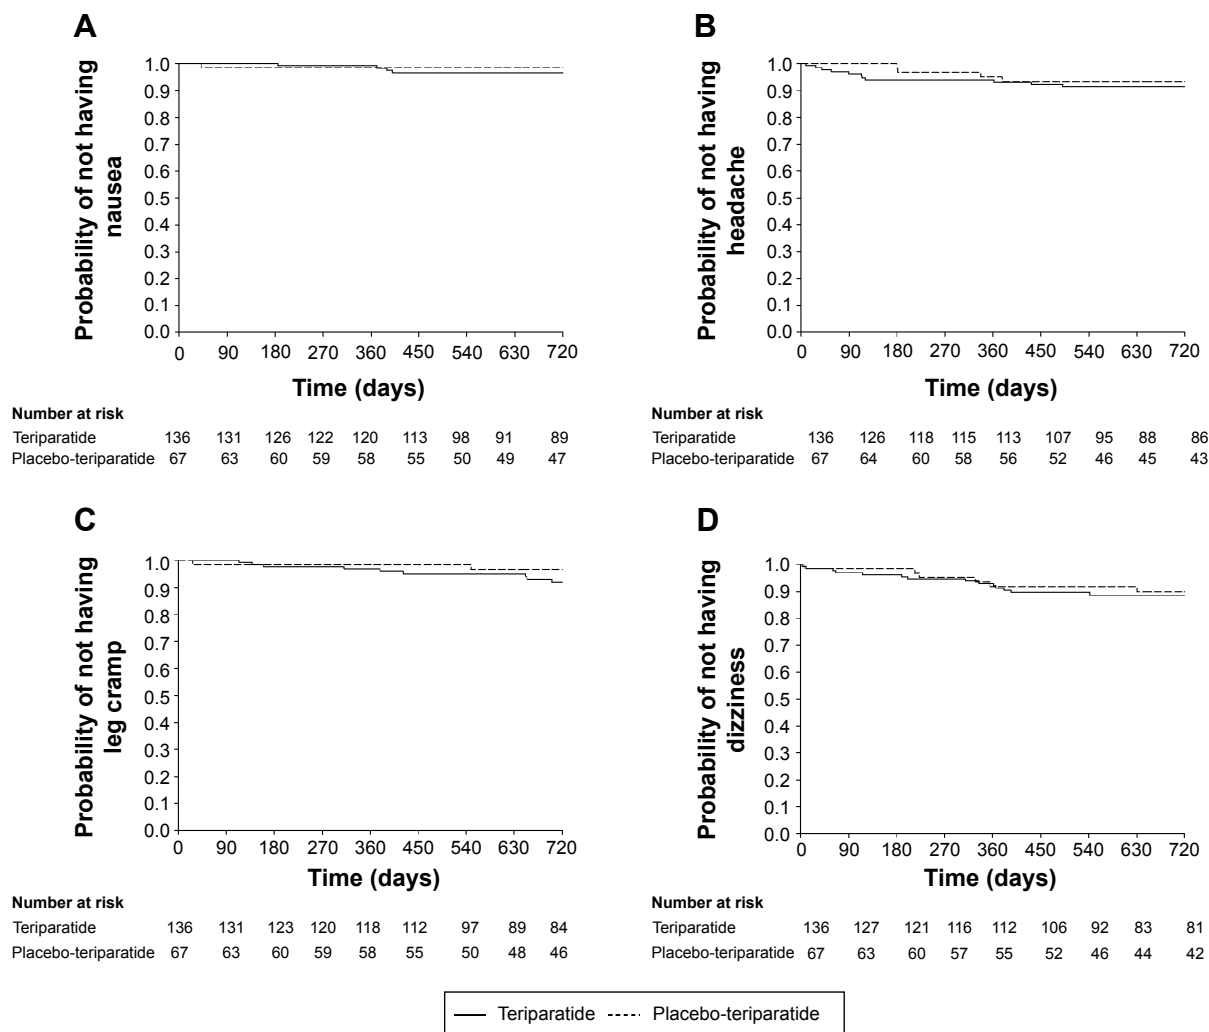 A
Probability of not having
nausea
1.0
0.9
0.8
0.7
0.6
0.5
0.4
0.3
0.2
0.1
0.0
0 90 180 270 360 450 540 630 720
Time (days)
Number at risk
Teriparatide 136 131 126 122 120 113 98 91 89
Placebo-teriparatide 67 63 60 59 58 55 50 49 47
B
Probability of not having
headache
1.0
0.9
0.8
0.7
0.6
0.5
0.4
0.3
0.2
0.1
0.0
0 90 180 270 360 450 540 630 720
Time (days)
Number at risk
Teriparatide 136 126 118 115 113 107 95 88 86
Placebo-teriparatide 67 64 60 58 56 52 46 45 43
C
Probability of not having
leg cramp
1.0
0.9
0.8
0.7
0.6
0.5
0.4
0.3
0.2
0.1
0.0
0 90 180 270 360 450 540 630 720
Time (days)
Number at risk
Teriparatide 136 131 123 120 118 112 97 89 84
Placebo-teriparatide 67 63 60 59 58 55 50 48 46
D
Probability of not having
dizziness
1.0
0.9
0.8
0.7
0.6
0.5
0.4
0.3
0.2
0.1
0.0
0 90 180 270 360 450 540 630 720
Time (days)
Number at risk
Teriparatide 136 127 121 116 112 106 92 83 81
Placebo-teriparatide 67 63 60 57 55 52 46 44 42
Teriparatide Placebo-teriparatide